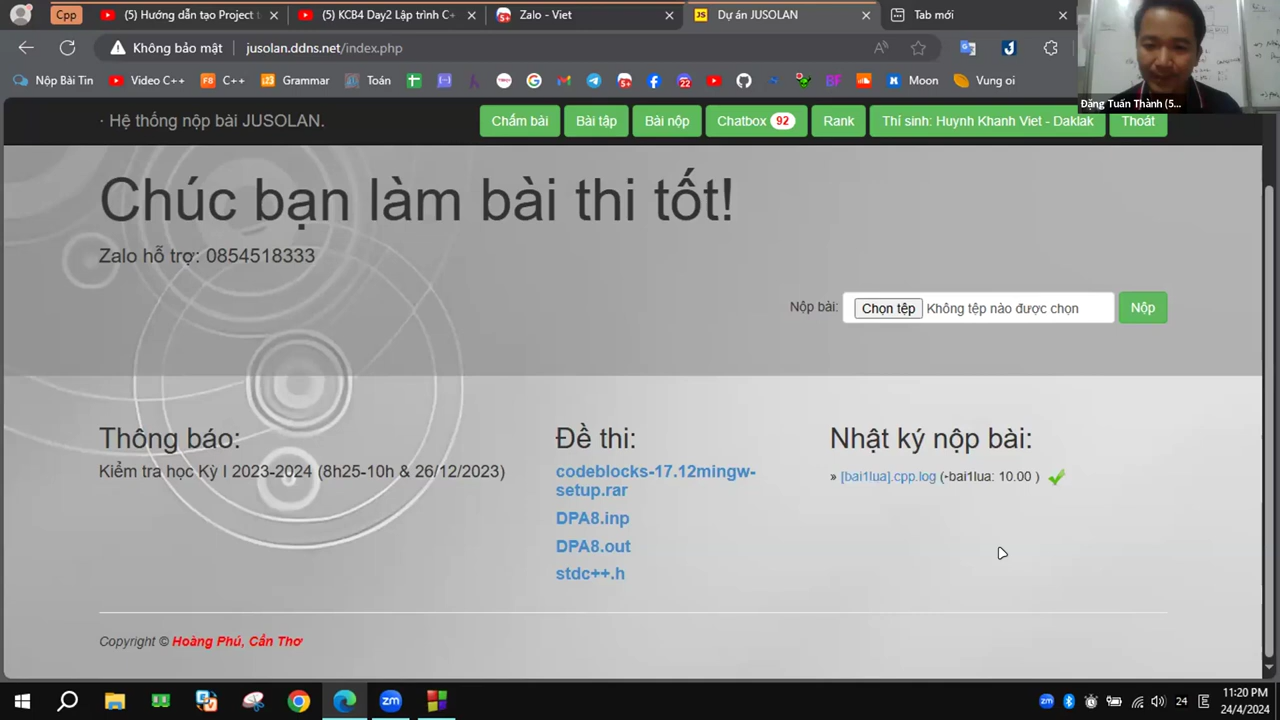 Cpp
(5) Hướng dẫn tạo Project t
(5) KCB4 Day2 Lập trình C+
Zalo - Viet
Dự án JUSOLAN
Tab mới
Không bảo mật
jusolan.ddns.net/index.php
Nộp Bài Tin
Video C++
C++
Grammar
Toán
Moon
Vung oi
Đặng Tuấn Thành (5...
· Hệ thống nộp bài JUSOLAN.
Chấm bài
Bài tập
Bài nộp
Chatbox 92
Rank
Thí sinh: Huynh Khanh Viet - Daklak
Thoát
Chúc bạn làm bài thi tốt!
Zalo hỗ trợ: 0854518333
Nộp bài:
Chọn tệp
Không tệp nào được chọn
Nộp
Thông báo:
Kiểm tra học Kỳ I 2023-2024 (8h25-10h & 26/12/2023)
Đề thi:
codeblocks-17.12mingw-
setup.rar
DPA8.inp
DPA8.out
stdc++.h
Nhật ký nộp bài:
» [bai1lua].cpp.log (-bai1lua: 10.00 )
Copyright © Hoàng Phú, Cần Thơ
24
11:20 PM
24/4/2024